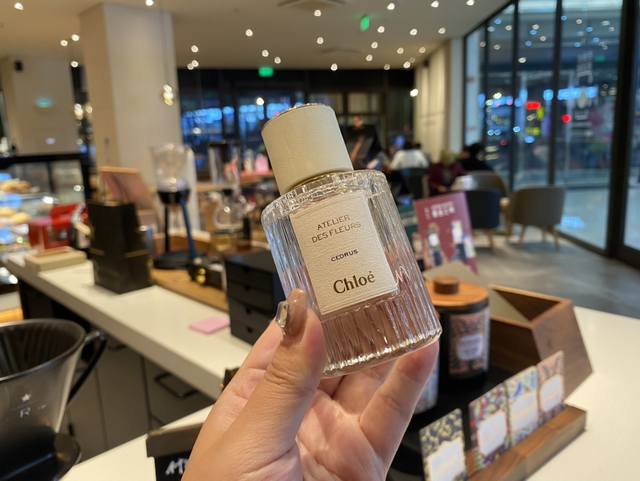 ATELIER
DES FLEURS
CEDRUS
Chloé
R